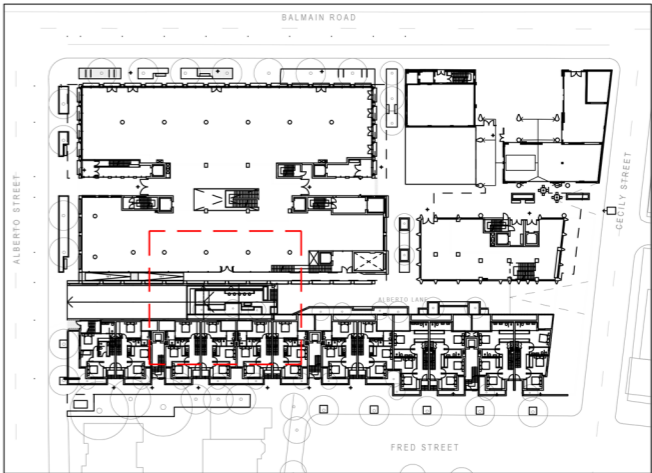 BALMAIN ROAD
ALBERTO STREET
CECILY STREET
ALBERTO LANE
FRED STREET